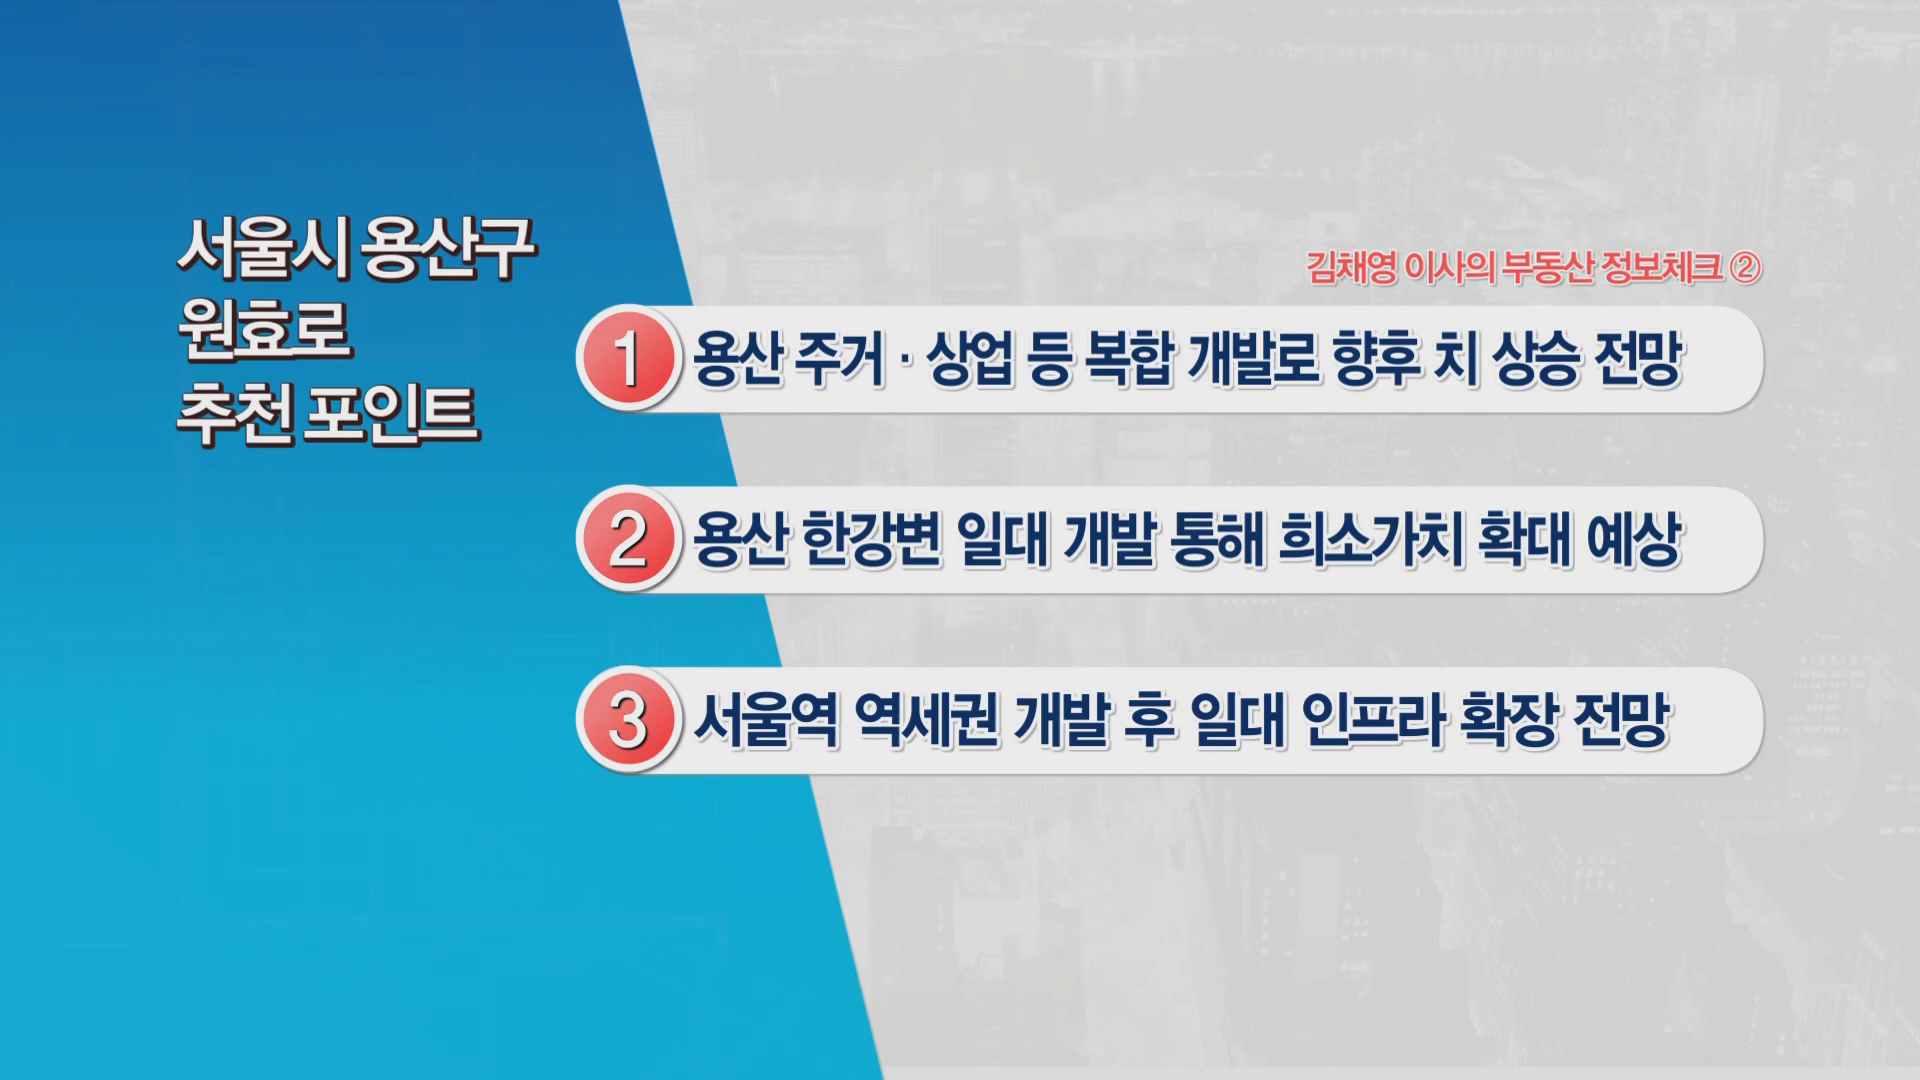 서울시 용산구
원효로
추천 포인트
김채영 이사의 부동산 정보체크 ②
1 용산 주거 · 상업 등 복합 개발로 향후 치 상승 전망
2 용산 한강변 일대 개발 통해 희소가치 확대 예상
3 서울역 역세권 개발 후 일대 인프라 확장 전망